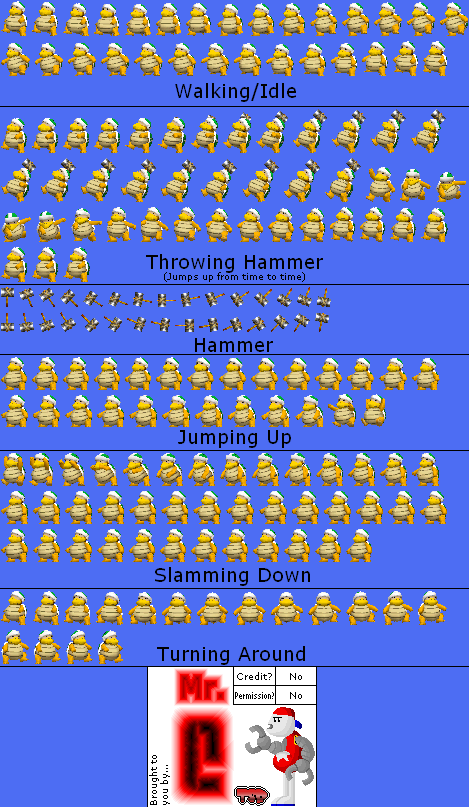 Walking/Idle
Throwing Hammer
(Jumps up from time to time)
Hammer
Jumping Up
Slamming Down
Turning Around
Mr.
C
Credit? No
Permission? No
Brought to
you by...